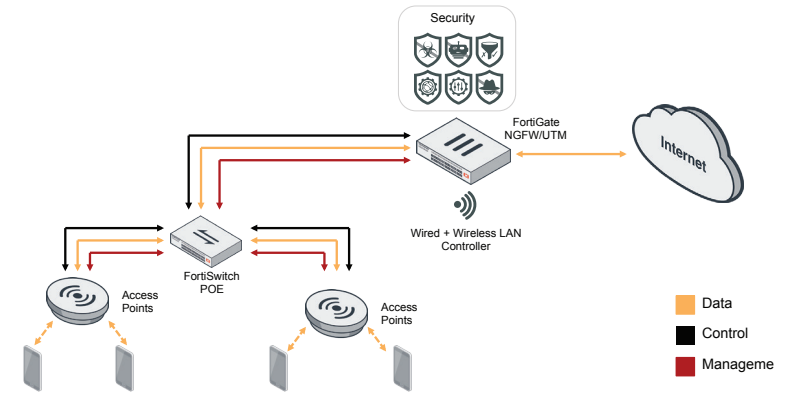 Security
FortiGate
NGFW/UTM
Internet
Wired + Wireless LAN
Controller
FortiSwitch
POE
Access
Points
Access
Points
Data
Control
Manageme